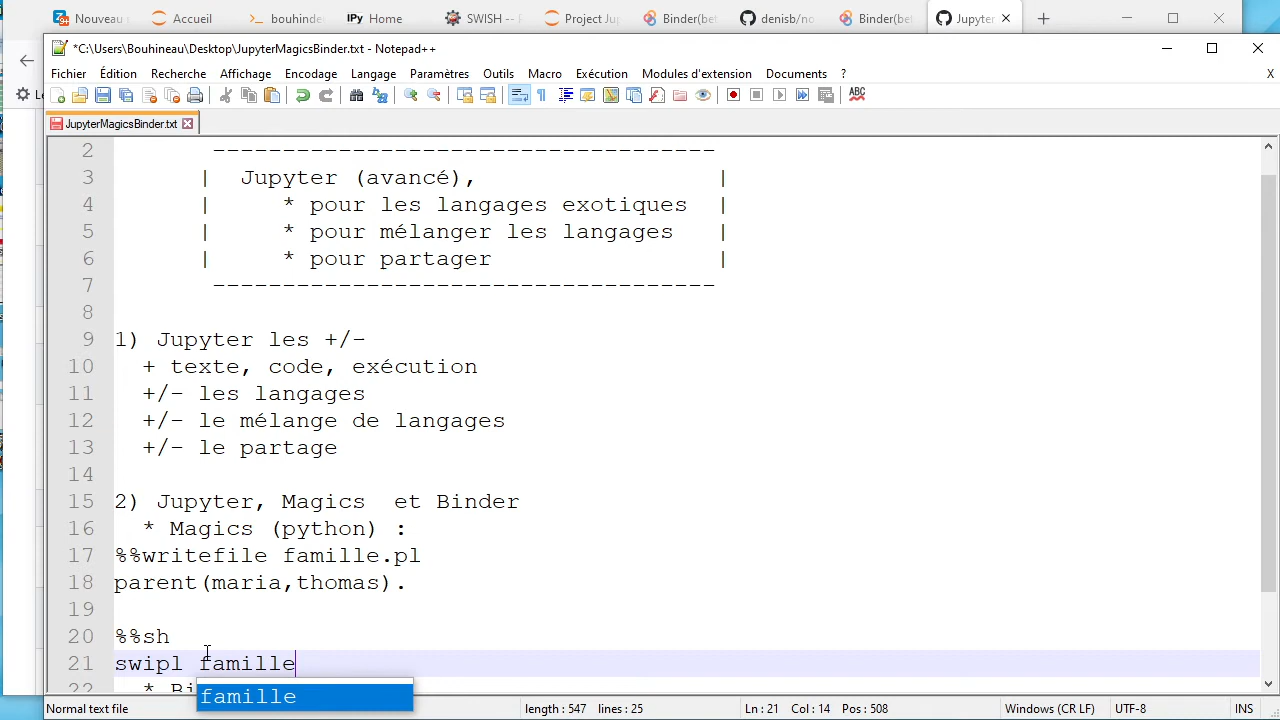 Nouveau
Accueil
bouhinde
IPy Home
SWISH --
Project Ju
Binder(be
denisb/no
Binder(be
Jupyter
*C:\Users\Bouhineau\Desktop\JupyterMagicsBinder.txt - Notepad++
Fichier Édition Recherche Affichage Encodage Langage Paramètres Outils Macro Exécution Modules d'extension Documents ? X
JupyterMagicsBinder.txt
2 ------------------------------------
3 | Jupyter (avancé), |
4 | * pour les langages exotiques |
5 | * pour mélanger les langages |
6 | * pour partager |
7 ------------------------------------
8
9 1) Jupyter les +/-
10 + texte, code, exécution
11 +/- les langages
12 +/- le mélange de langages
13 +/- le partage
14
15 2) Jupyter, Magics et Binder
16 * Magics (python) :
17 %%writefile famille.pl
18 parent(maria,thomas).
19
20 %%sh
21 swipl famille
22 * Bi
famille
Normal text file length : 547 lines : 25 Ln : 21 Col : 14 Pos : 508 Windows (CR LF) UTF-8 INS